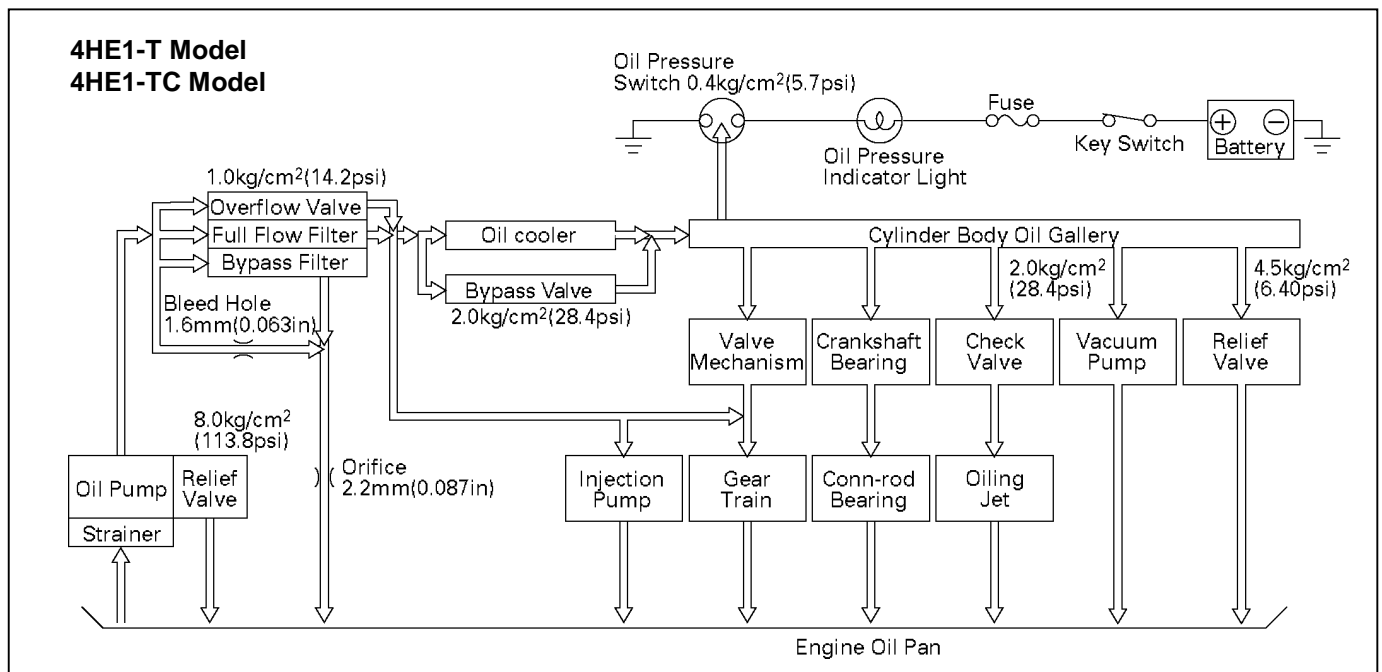 4HE1-T Model
4HE1-TC Model
Oil Pressure
Switch 0.4kg/cm²(5.7psi)
Fuse
Key Switch
Battery
Oil Pressure
Indicator Light
1.0kg/cm²(14.2psi)
Overflow Valve
Full Flow Filter
Bypass Filter
Oil cooler
Bypass Valve
2.0kg/cm²(28.4psi)
Cylinder Body Oil Gallery
2.0kg/cm²
(28.4psi)
4.5kg/cm²
(6.40psi)
Bleed Hole
1.6mm(0.063in)
Valve
Mechanism
Crankshaft
Bearing
Check
Valve
Vacuum
Pump
Relief
Valve
8.0kg/cm²
(113.8psi)
Oil Pump
Relief
Valve
Strainer
Orifice
2.2mm(0.087in)
Injection
Pump
Gear
Train
Conn-rod
Bearing
Oiling
Jet
Engine Oil Pan